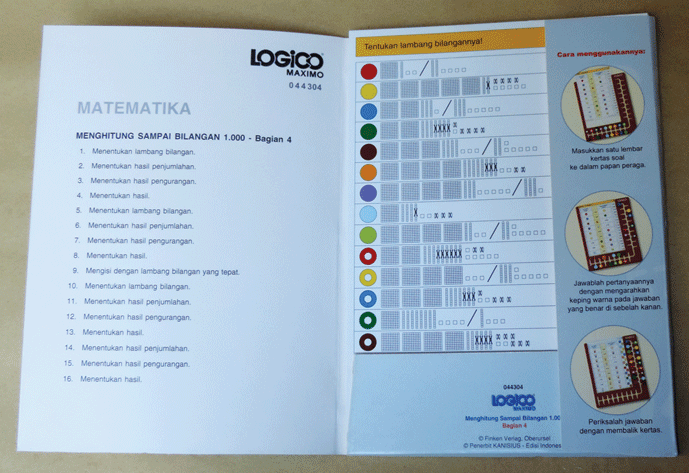 LOGICO
MAXIMO
044304
MATEMATIKA
MENGHITUNG SAMPAI BILANGAN 1.000 - Bagian 4
1. Menentukan lambang bilangan.
2. Menentukan hasil penjumlahan.
3. Menentukan hasil pengurangan.
4. Menentukan hasil.
5. Menentukan lambang bilangan.
6. Menentukan hasil penjumlahan.
7. Menentukan hasil pengurangan.
8. Menentukan hasil.
9. Mengisi dengan lambang bilangan yang tepat.
10. Menentukan lambang bilangan.
11. Menentukan hasil penjumlahan.
12. Menentukan hasil pengurangan.
13. Menentukan hasil.
14. Menentukan hasil penjumlahan.
15. Menentukan hasil pengurangan.
16. Menentukan hasil.
Tentukan lambang bilangannya!
044304
LOGICO
MAXIMO
Menghitung Sampai Bilangan 1.00
Bagian 4
© Finken Verlag, Oberursel
© Penerbit KANISIUS - Edisi Indones
Cara menggunakannya:
Masukkan satu lembar
kertas soal
ke dalam papan peraga.
Jawablah pertanyaannya
dengan mengarahkan
keping warna pada jawaban
yang benar di sebelah kanan.
Periksalah jawaban
dengan membalik kertas.